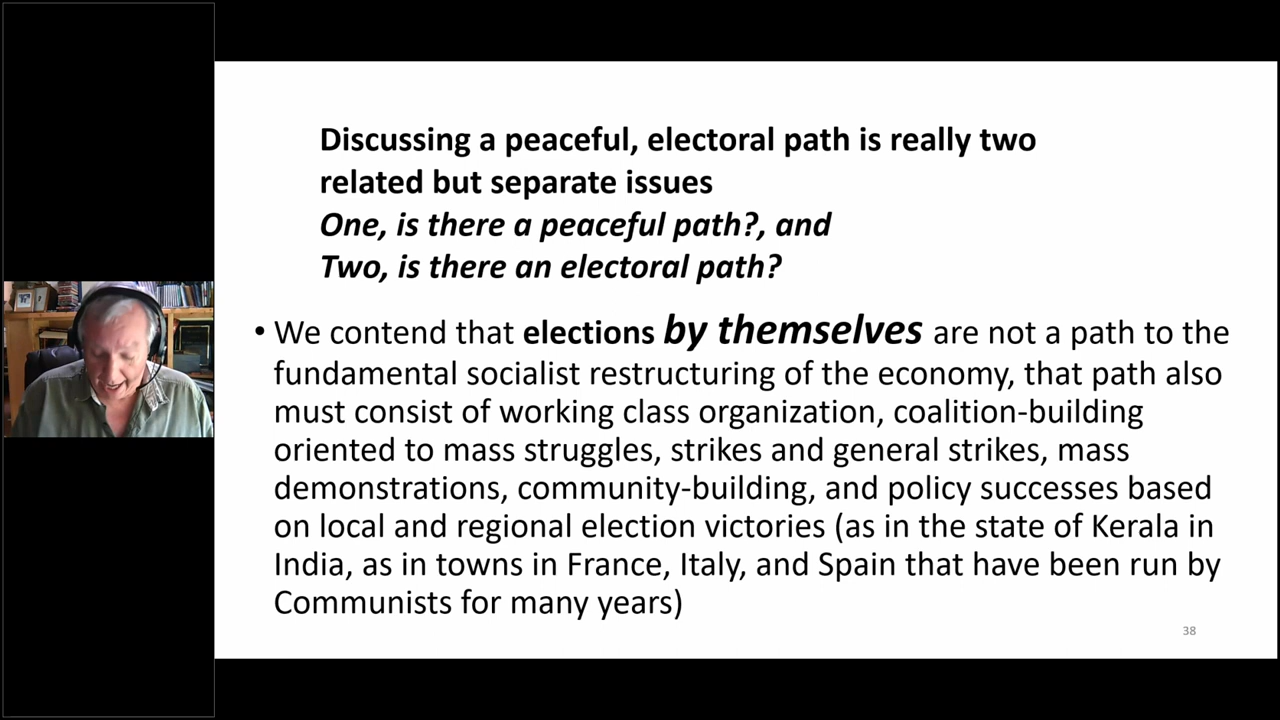 Discussing a peaceful, electoral path is really two
related but separate issues
One, is there a peaceful path?, and
Two, is there an electoral path?
• We contend that elections by themselves are not a path to the
fundamental socialist restructuring of the economy, that path also
must consist of working class organization, coalition-building
oriented to mass struggles, strikes and general strikes, mass
demonstrations, community-building, and policy successes based
on local and regional election victories (as in the state of Kerala in
India, as in towns in France, Italy, and Spain that have been run by
Communists for many years)
38